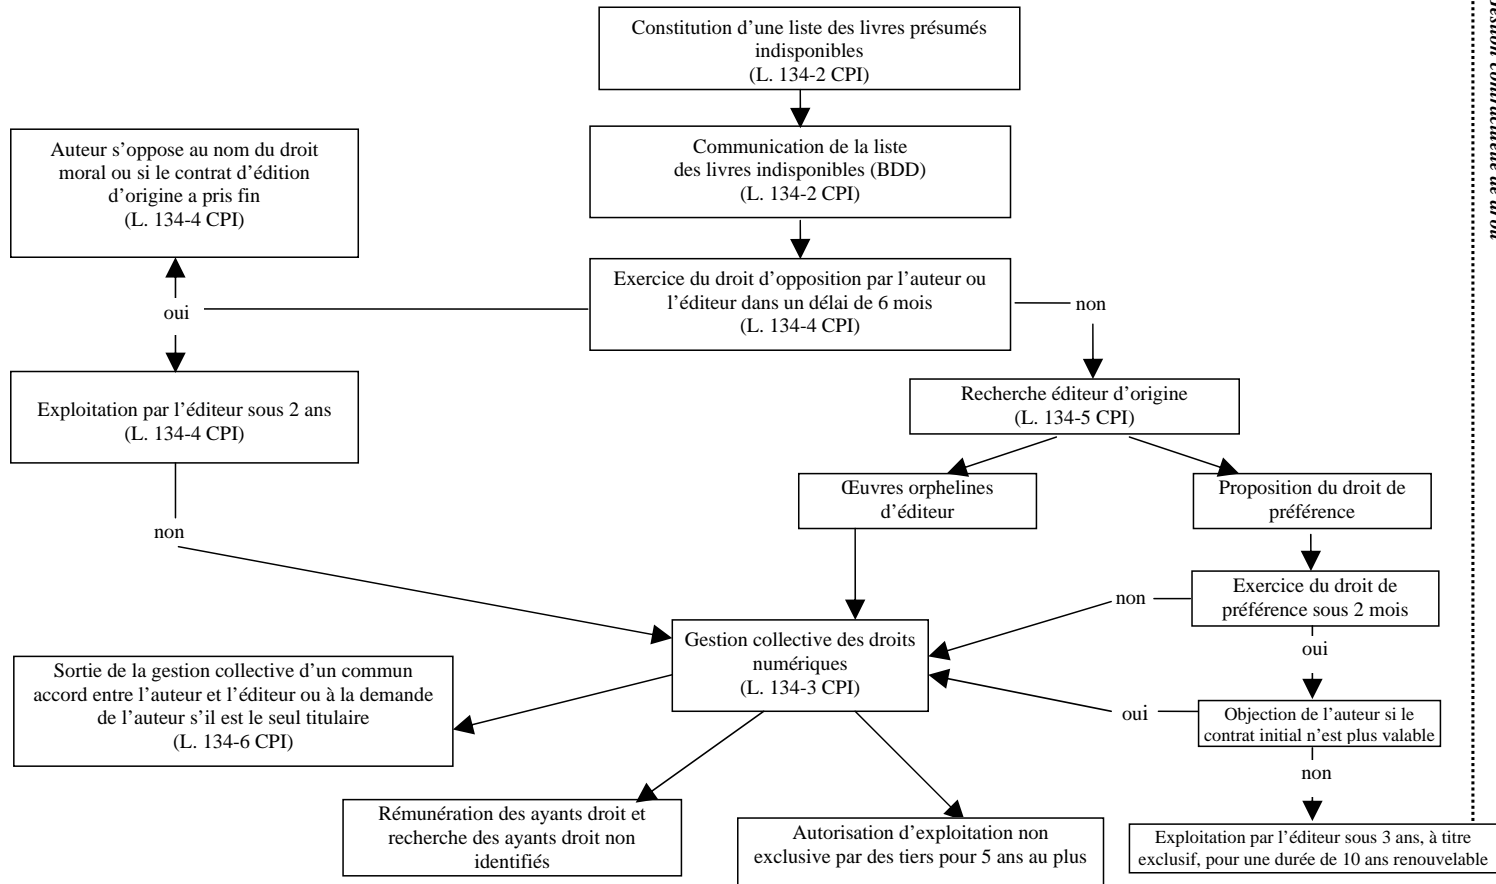 Constitution d’une liste des livres présumés
indisponibles
(L. 134-2 CPI)
Communication de la liste
des livres indisponibles (BDD)
(L. 134-2 CPI)
Auteur s’oppose au nom du droit
moral ou si le contrat d’édition
d’origine a pris fin
(L. 134-4 CPI)
Exercice du droit d’opposition par l’auteur ou
l’éditeur dans un délai de 6 mois
(L. 134-4 CPI)
oui
non
Exploitation par l’éditeur sous 2 ans
(L. 134-4 CPI)
Recherche éditeur d’origine
(L. 134-5 CPI)
Œuvres orphelines
d’éditeur
Proposition du droit de
préférence
non
Exercice du droit de
préférence sous 2 mois
non
oui
Gestion collective des droits
numériques
(L. 134-3 CPI)
Sortie de la gestion collective d’un commun
accord entre l’auteur et l’éditeur ou à la demande
de l’auteur s’il est le seul titulaire
(L. 134-6 CPI)
oui
Objection de l’auteur si le
contrat initial n’est plus valable
non
Rémunération des ayants droit et
recherche des ayants droit non
identifiés
Autorisation d’exploitation non
exclusive par des tiers pour 5 ans au plus
Exploitation par l’éditeur sous 3 ans, à titre
exclusif, pour une durée de 10 ans renouvelable